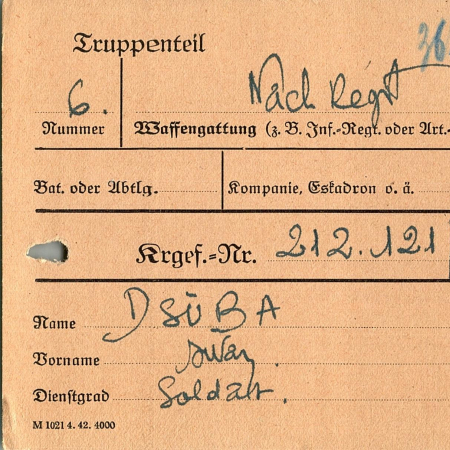 Truppenteil
36
6. Nach Regt
Nummer Waffengattung (z. B. Inf.-Regt. oder Art.-
Bat. oder Abtlg. Kompanie, Eskadron o. ä.
Krgef.-Nr. 212.121
Name DSUBA
Vorname Iwan
Dienstgrad Soldat.
M 1021 4. 42. 4000